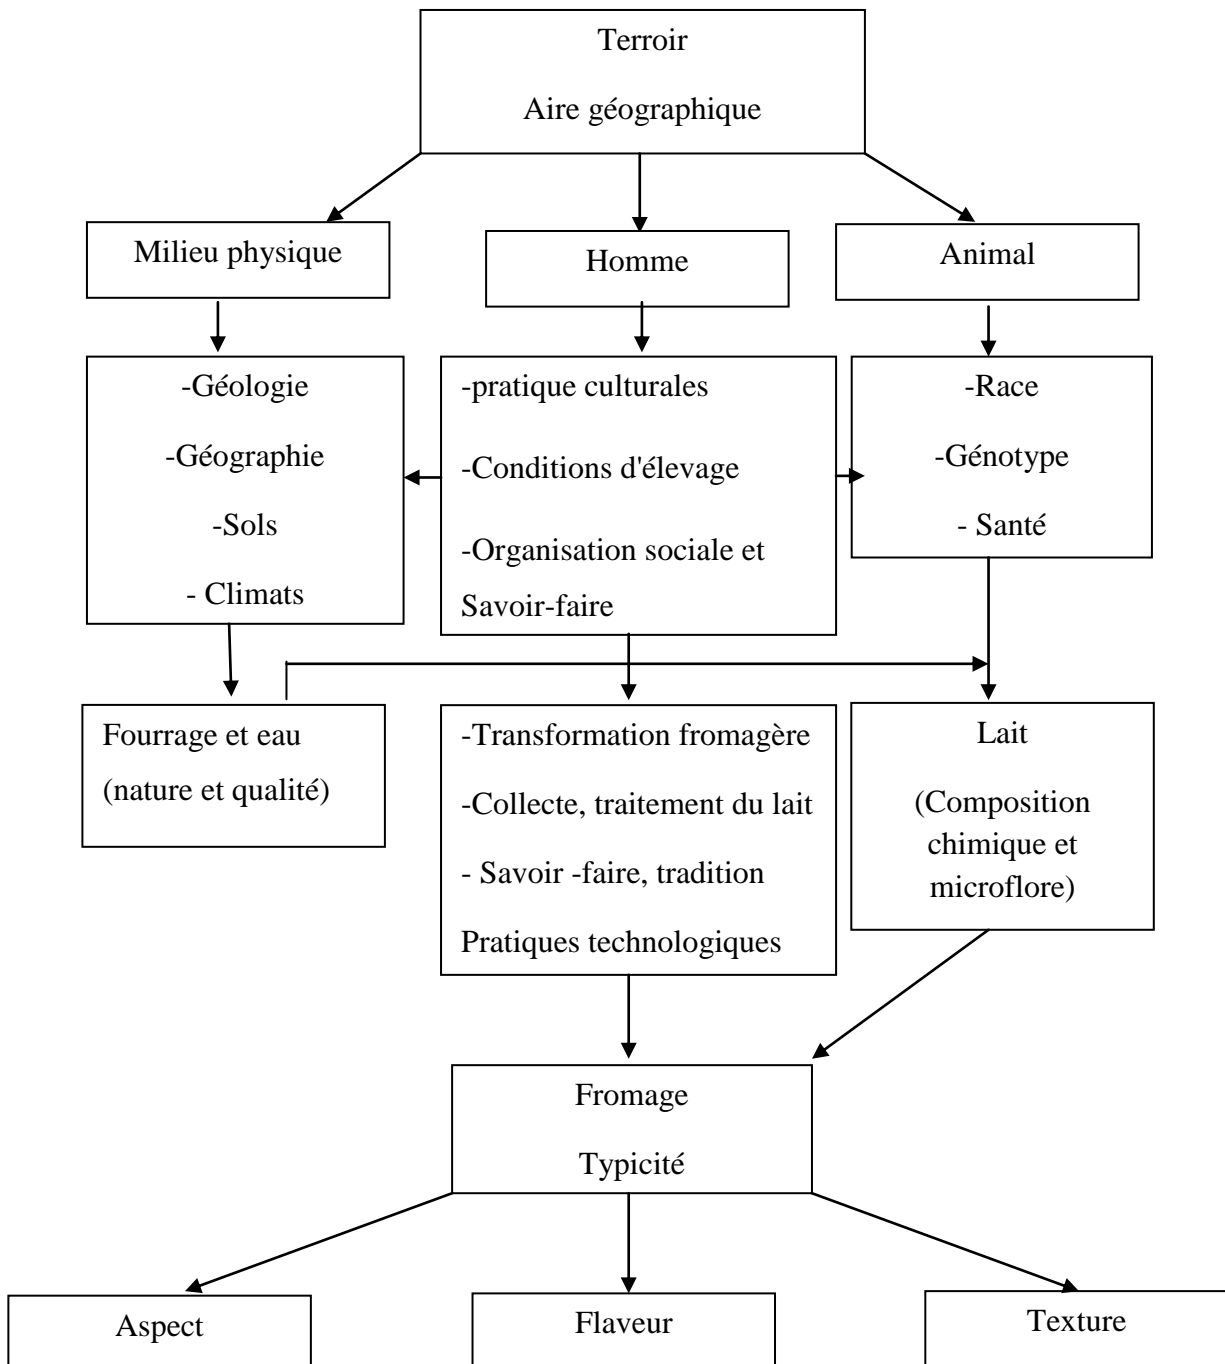 Terroir
Aire géographique
Milieu physique
Homme
Animal
-Géologie
-Géographie
-Sols
- Climats
-pratique culturales
-Conditions d'élevage
-Organisation sociale et
Savoir-faire
-Race
-Génotype
- Santé
Fourrage et eau
(nature et qualité)
-Transformation fromagère
-Collecte, traitement du lait
- Savoir -faire, tradition
Pratiques technologiques
Lait
(Composition
chimique et
microflore)
Fromage
Typicité
Aspect
Flaveur
Texture